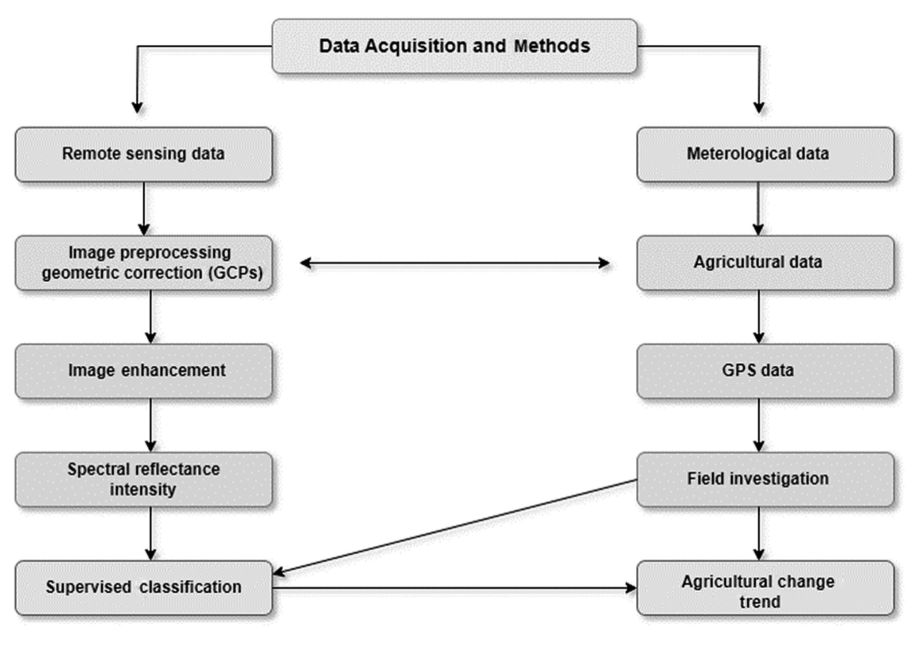 Data Acquisition and Methods
Remote sensing data
Meterological data
Image preprocessing
geometric correction (GCPs)
Agricultural data
Image enhancement
GPS data
Spectral reflectance
intensity
Field investigation
Supervised classification
Agricultural change
trend